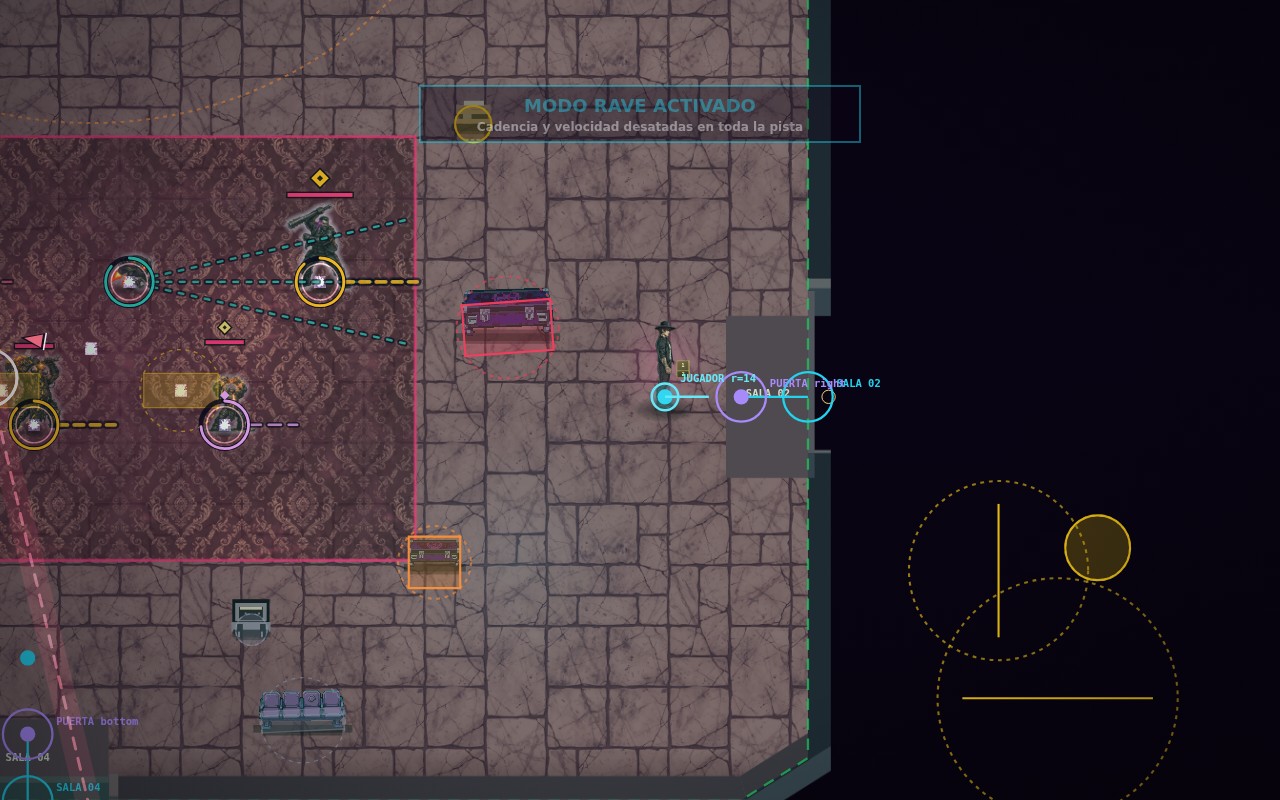 MODO RAVE ACTIVADO
Cadencia y velocidad desatadas en toda la pista
JUGADOR r=14
PUERTA right
SALA 02
SALA 02
PUERTA bottom
SALA 04
SALA 04